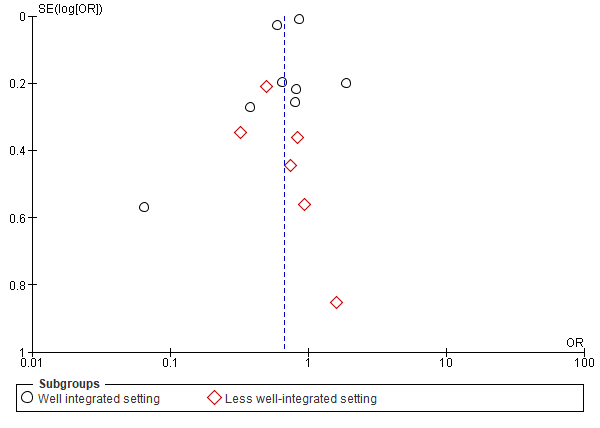 SE(log[OR])
0
0.2
0.4
0.6
0.8
1
OR
0.01 0.1 1 10 100
Subgroups
Well integrated setting Less well-integrated setting